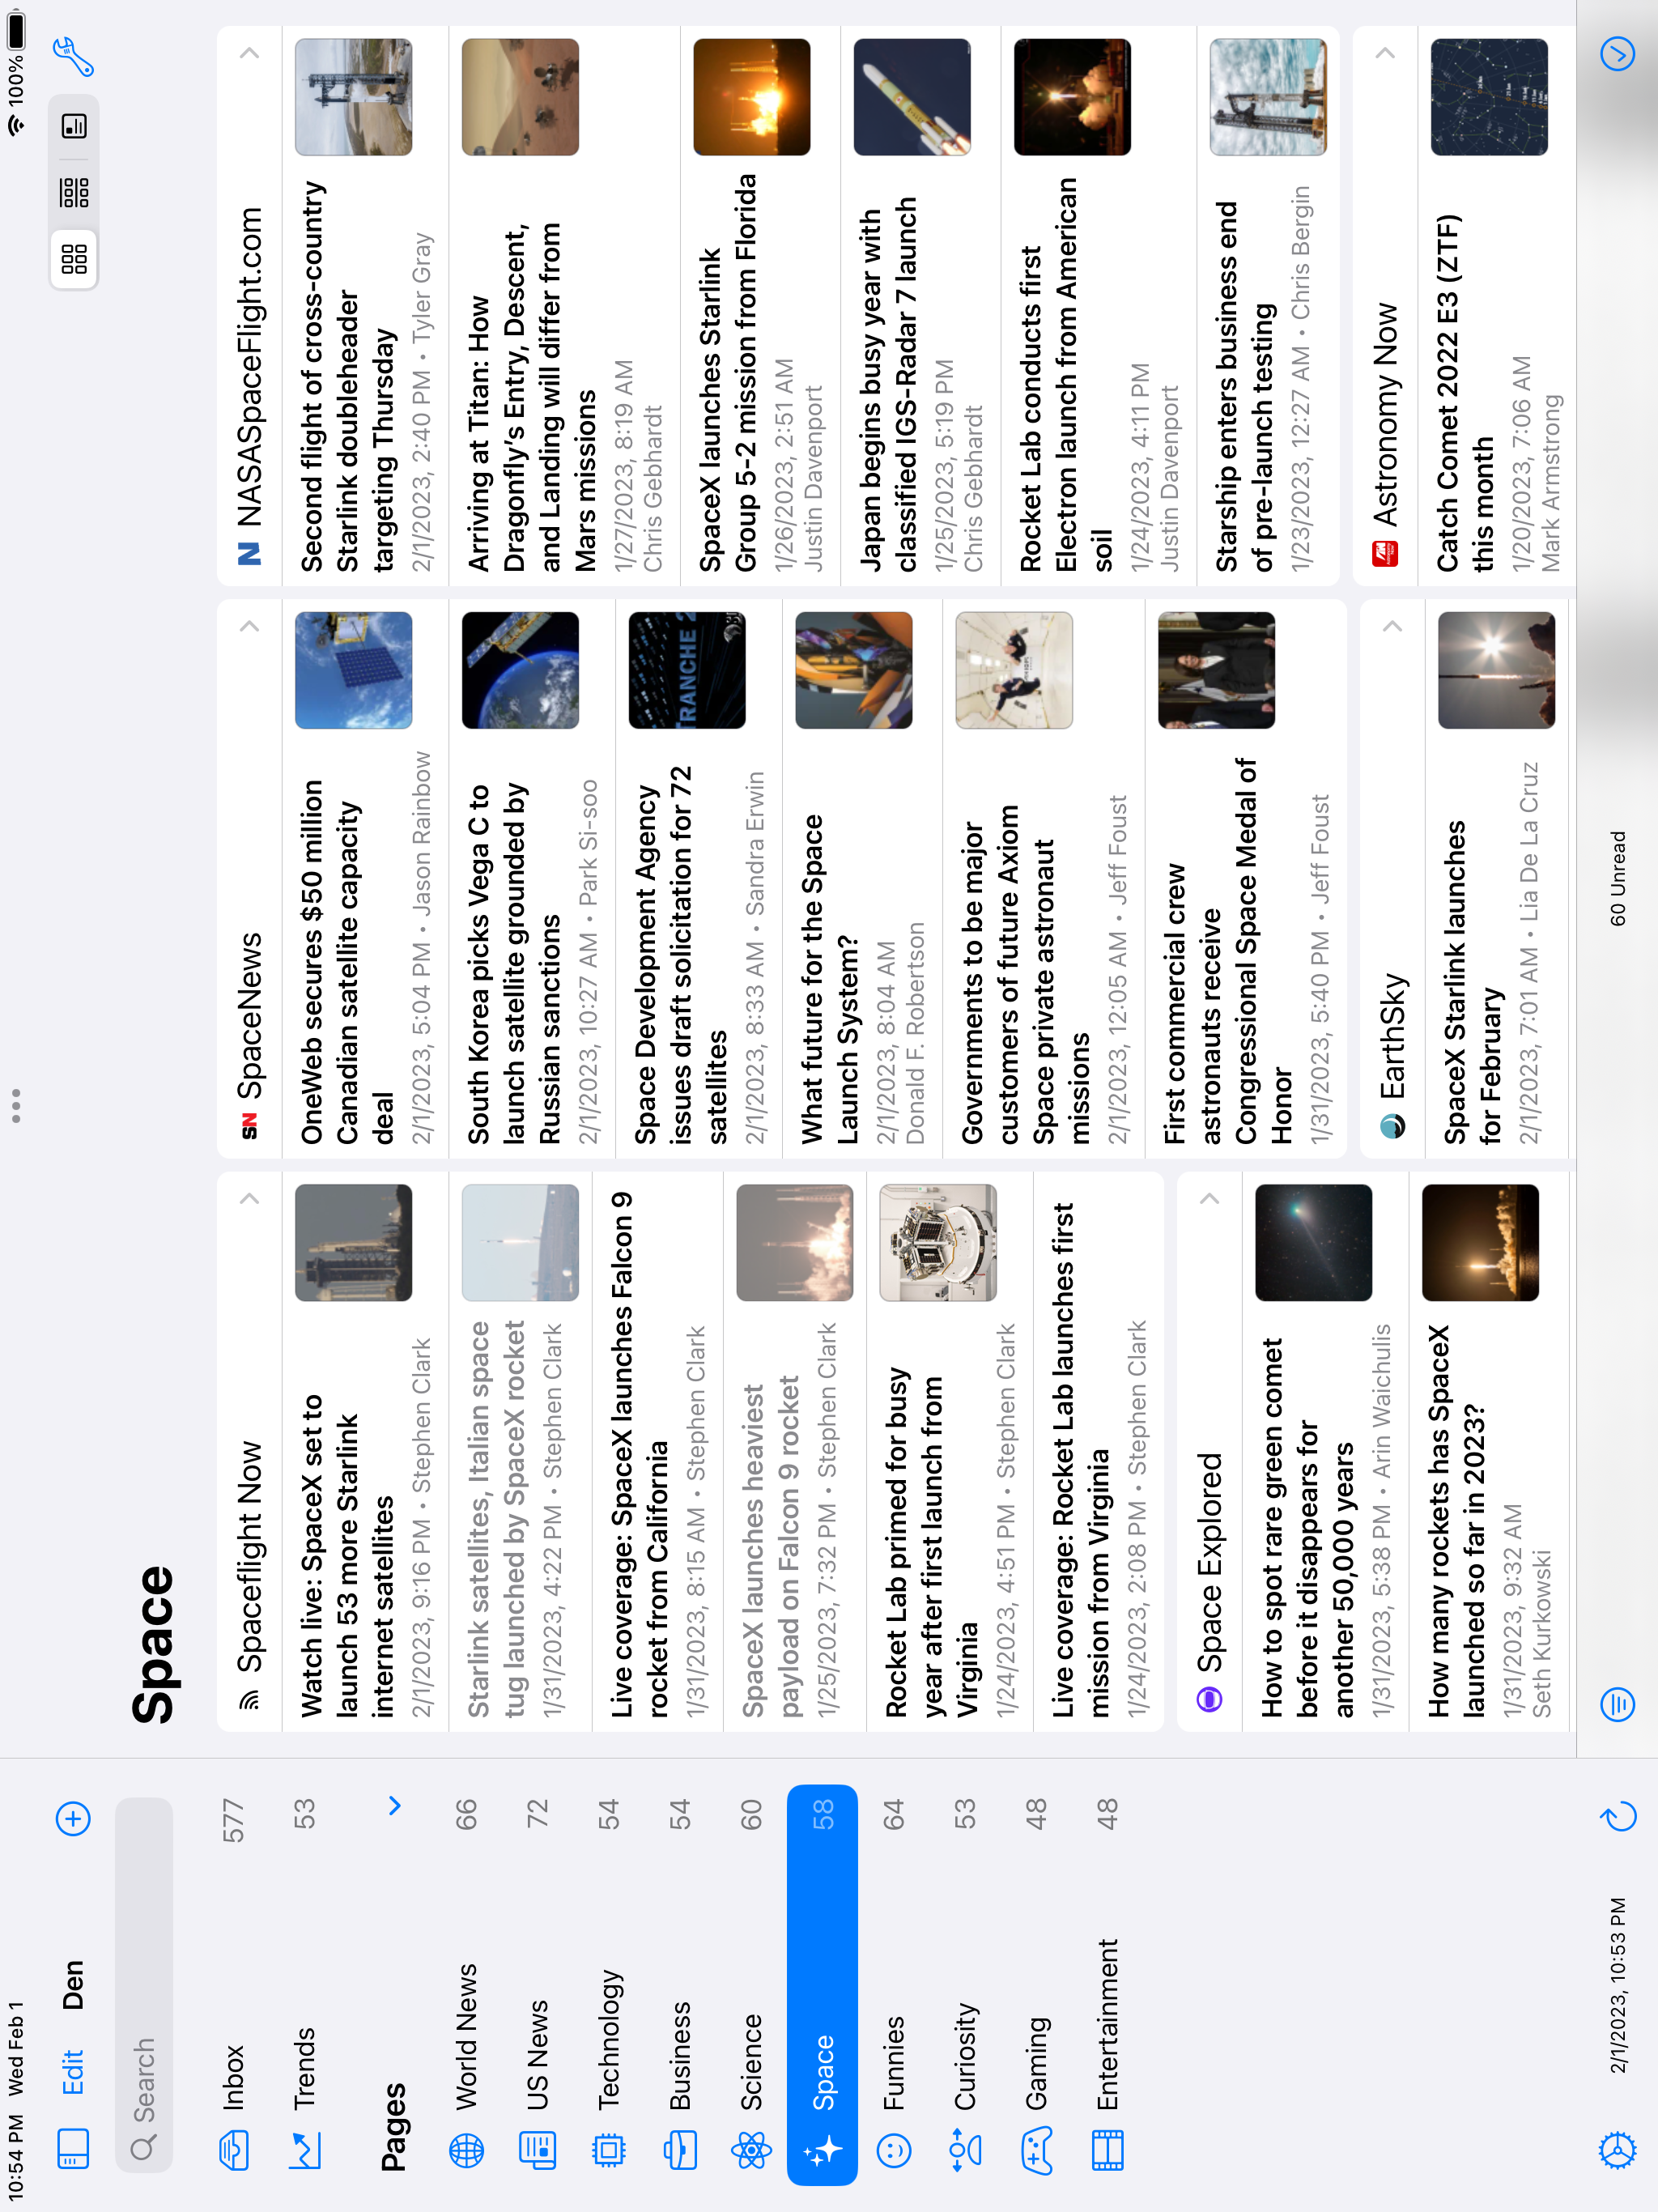 10:54 PM Wed Feb 1
100%
Edit
Den
Search
Inbox 577
Trends 53
Pages
World News 66
US News 72
Technology 54
Business 54
Science 60
Space 58
Funnies 64
Curiosity 53
Gaming 48
Entertainment 48
2/1/2023, 10:53 PM
Space
Spaceflight Now
Watch live: SpaceX set to
launch 53 more Starlink
internet satellites
2/1/2023, 9:16 PM • Stephen Clark
Starlink satellites, Italian space
tug launched by SpaceX rocket
1/31/2023, 4:22 PM • Stephen Clark
Live coverage: SpaceX launches Falcon 9
rocket from California
1/31/2023, 8:15 AM • Stephen Clark
SpaceX launches heaviest
payload on Falcon 9 rocket
1/25/2023, 7:32 PM • Stephen Clark
Rocket Lab primed for busy
year after first launch from
Virginia
1/24/2023, 4:51 PM • Stephen Clark
Live coverage: Rocket Lab launches first
mission from Virginia
1/24/2023, 2:08 PM • Stephen Clark
Space Explored
How to spot rare green comet
before it disappears for
another 50,000 years
1/31/2023, 5:38 PM • Arin Waichulis
How many rockets has SpaceX
launched so far in 2023?
1/31/2023, 9:32 AM
Seth Kurkowski
SN SpaceNews
OneWeb secures $50 million
Canadian satellite capacity
deal
2/1/2023, 5:04 PM • Jason Rainbow
South Korea picks Vega C to
launch satellite grounded by
Russian sanctions
2/1/2023, 10:27 AM • Park Si-soo
Space Development Agency
issues draft solicitation for 72
satellites
2/1/2023, 8:33 AM • Sandra Erwin
TRANCHE 2
What future for the Space
Launch System?
2/1/2023, 8:04 AM
Donald F. Robertson
Governments to be major
customers of future Axiom
Space private astronaut
missions
2/1/2023, 12:05 AM • Jeff Foust
First commercial crew
astronauts receive
Congressional Space Medal of
Honor
1/31/2023, 5:40 PM • Jeff Foust
EarthSky
SpaceX Starlink launches
for February
2/1/2023, 7:01 AM • Lia De La Cruz
N NASASpaceFlight.com
Second flight of cross-country
Starlink doubleheader
targeting Thursday
2/1/2023, 2:40 PM • Tyler Gray
Arriving at Titan: How
Dragonfly’s Entry, Descent,
and Landing will differ from
Mars missions
1/27/2023, 8:19 AM
Chris Gebhardt
SpaceX launches Starlink
Group 5-2 mission from Florida
1/26/2023, 2:51 AM
Justin Davenport
Japan begins busy year with
classified IGS-Radar 7 launch
1/25/2023, 5:19 PM
Chris Gebhardt
Rocket Lab conducts first
Electron launch from American
soil
1/24/2023, 4:11 PM
Justin Davenport
Starship enters business end
of pre-launch testing
1/23/2023, 12:27 AM • Chris Bergin
Astronomy Now
Catch Comet 2022 E3 (ZTF)
this month
1/20/2023, 7:06 AM
Mark Armstrong
60 Unread